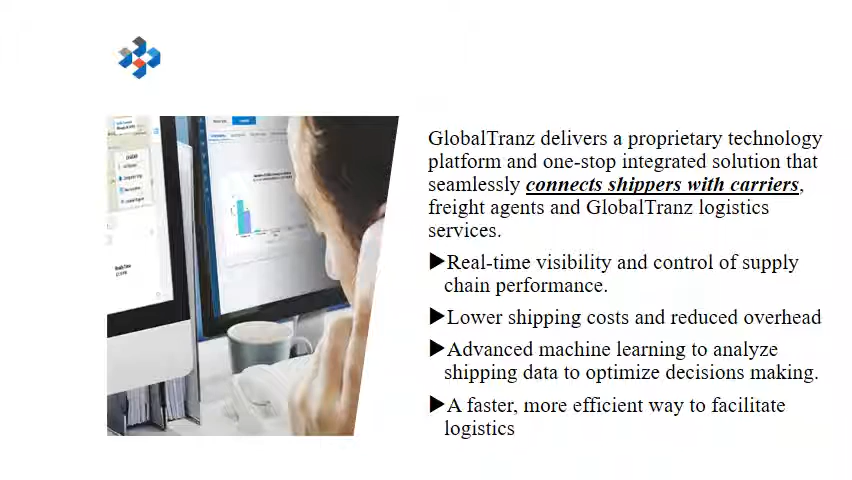 GlobalTranz delivers a proprietary technology
platform and one-stop integrated solution that
seamlessly connects shippers with carriers,
freight agents and GlobalTranz logistics
services.
▶Real-time visibility and control of supply
chain performance.
▶Lower shipping costs and reduced overhead
▶Advanced machine learning to analyze
shipping data to optimize decisions making.
▶A faster, more efficient way to facilitate
logistics